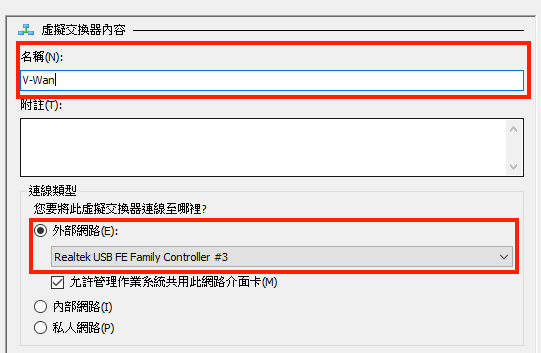 虛擬交換器內容
名稱(N):
V-Wan
附註(T):
連線類型
您要將此虛擬交換器連線至哪裡?
外部網路(E):
Realtek USB FE Family Controller #3
允許管理作業系統共用此網路介面卡(M)
內部網路(I)
私人網路(P)